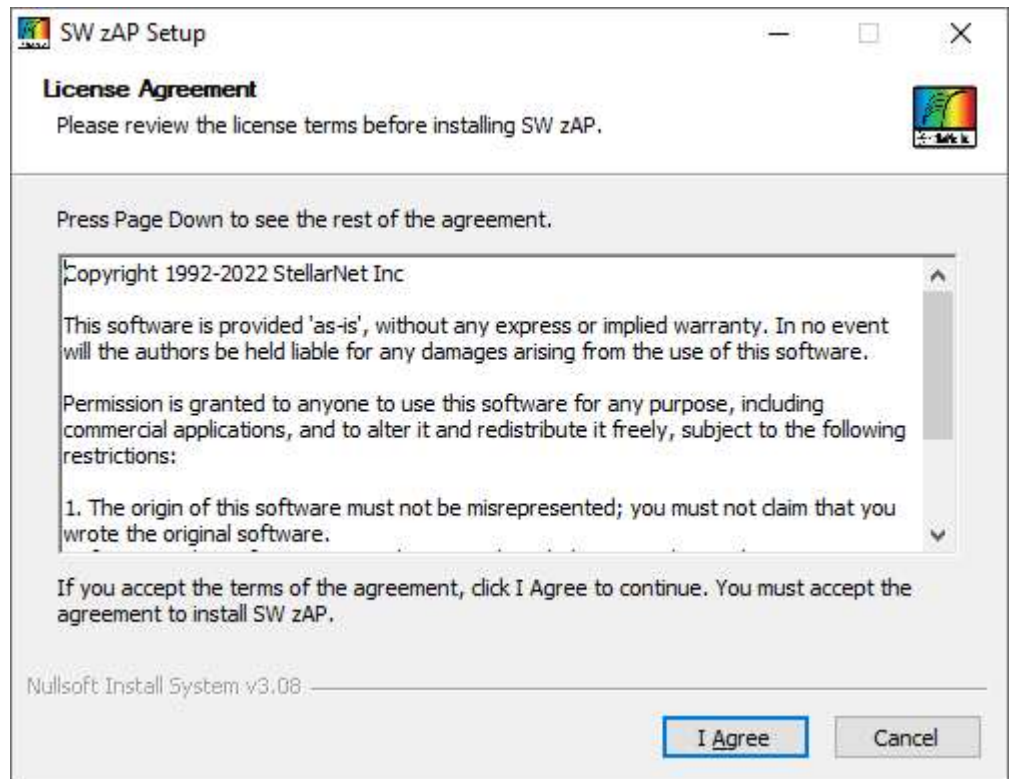 SW zAP Setup
License Agreement
Please review the license terms before installing SW zAP.
Press Page Down to see the rest of the agreement.
Copyright 1992-2022 StellarNet Inc
This software is provided 'as-is', without any express or implied warranty. In no event
will the authors be held liable for any damages arising from the use of this software.
Permission is granted to anyone to use this software for any purpose, including
commercial applications, and to alter it and redistribute it freely, subject to the following
restrictions:
1. The origin of this software must not be misrepresented; you must not claim that you
wrote the original software.
If you accept the terms of the agreement, click I Agree to continue. You must accept the
agreement to install SW zAP.
Nullsoft Install System v3.08
I Agree
Cancel